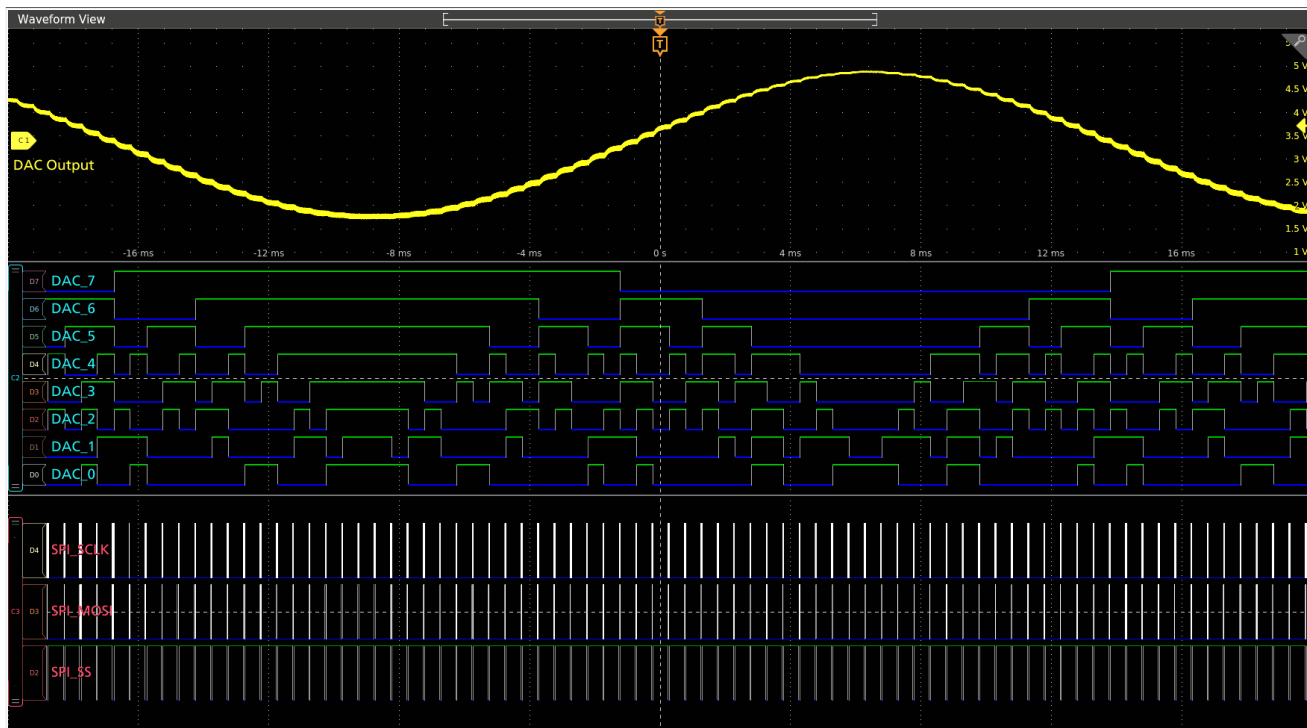 Waveform View
T
T
5 V
4.5 V
4 V
C1
3.5 V
DAC Output
3 V
2.5 V
2 V
1.5 V
-16 ms -12 ms -8 ms -4 ms 0 s 4 ms 8 ms 12 ms 16 ms 1 V
D7 DAC_7
D6 DAC_6
D5 DAC_5
D4 DAC_4
C2
D3 DAC_3
D2 DAC_2
D1 DAC_1
D0 DAC_0
D4 SPI_SCLK
C3 D3 SPI_MOSI
D2 SPI_SS